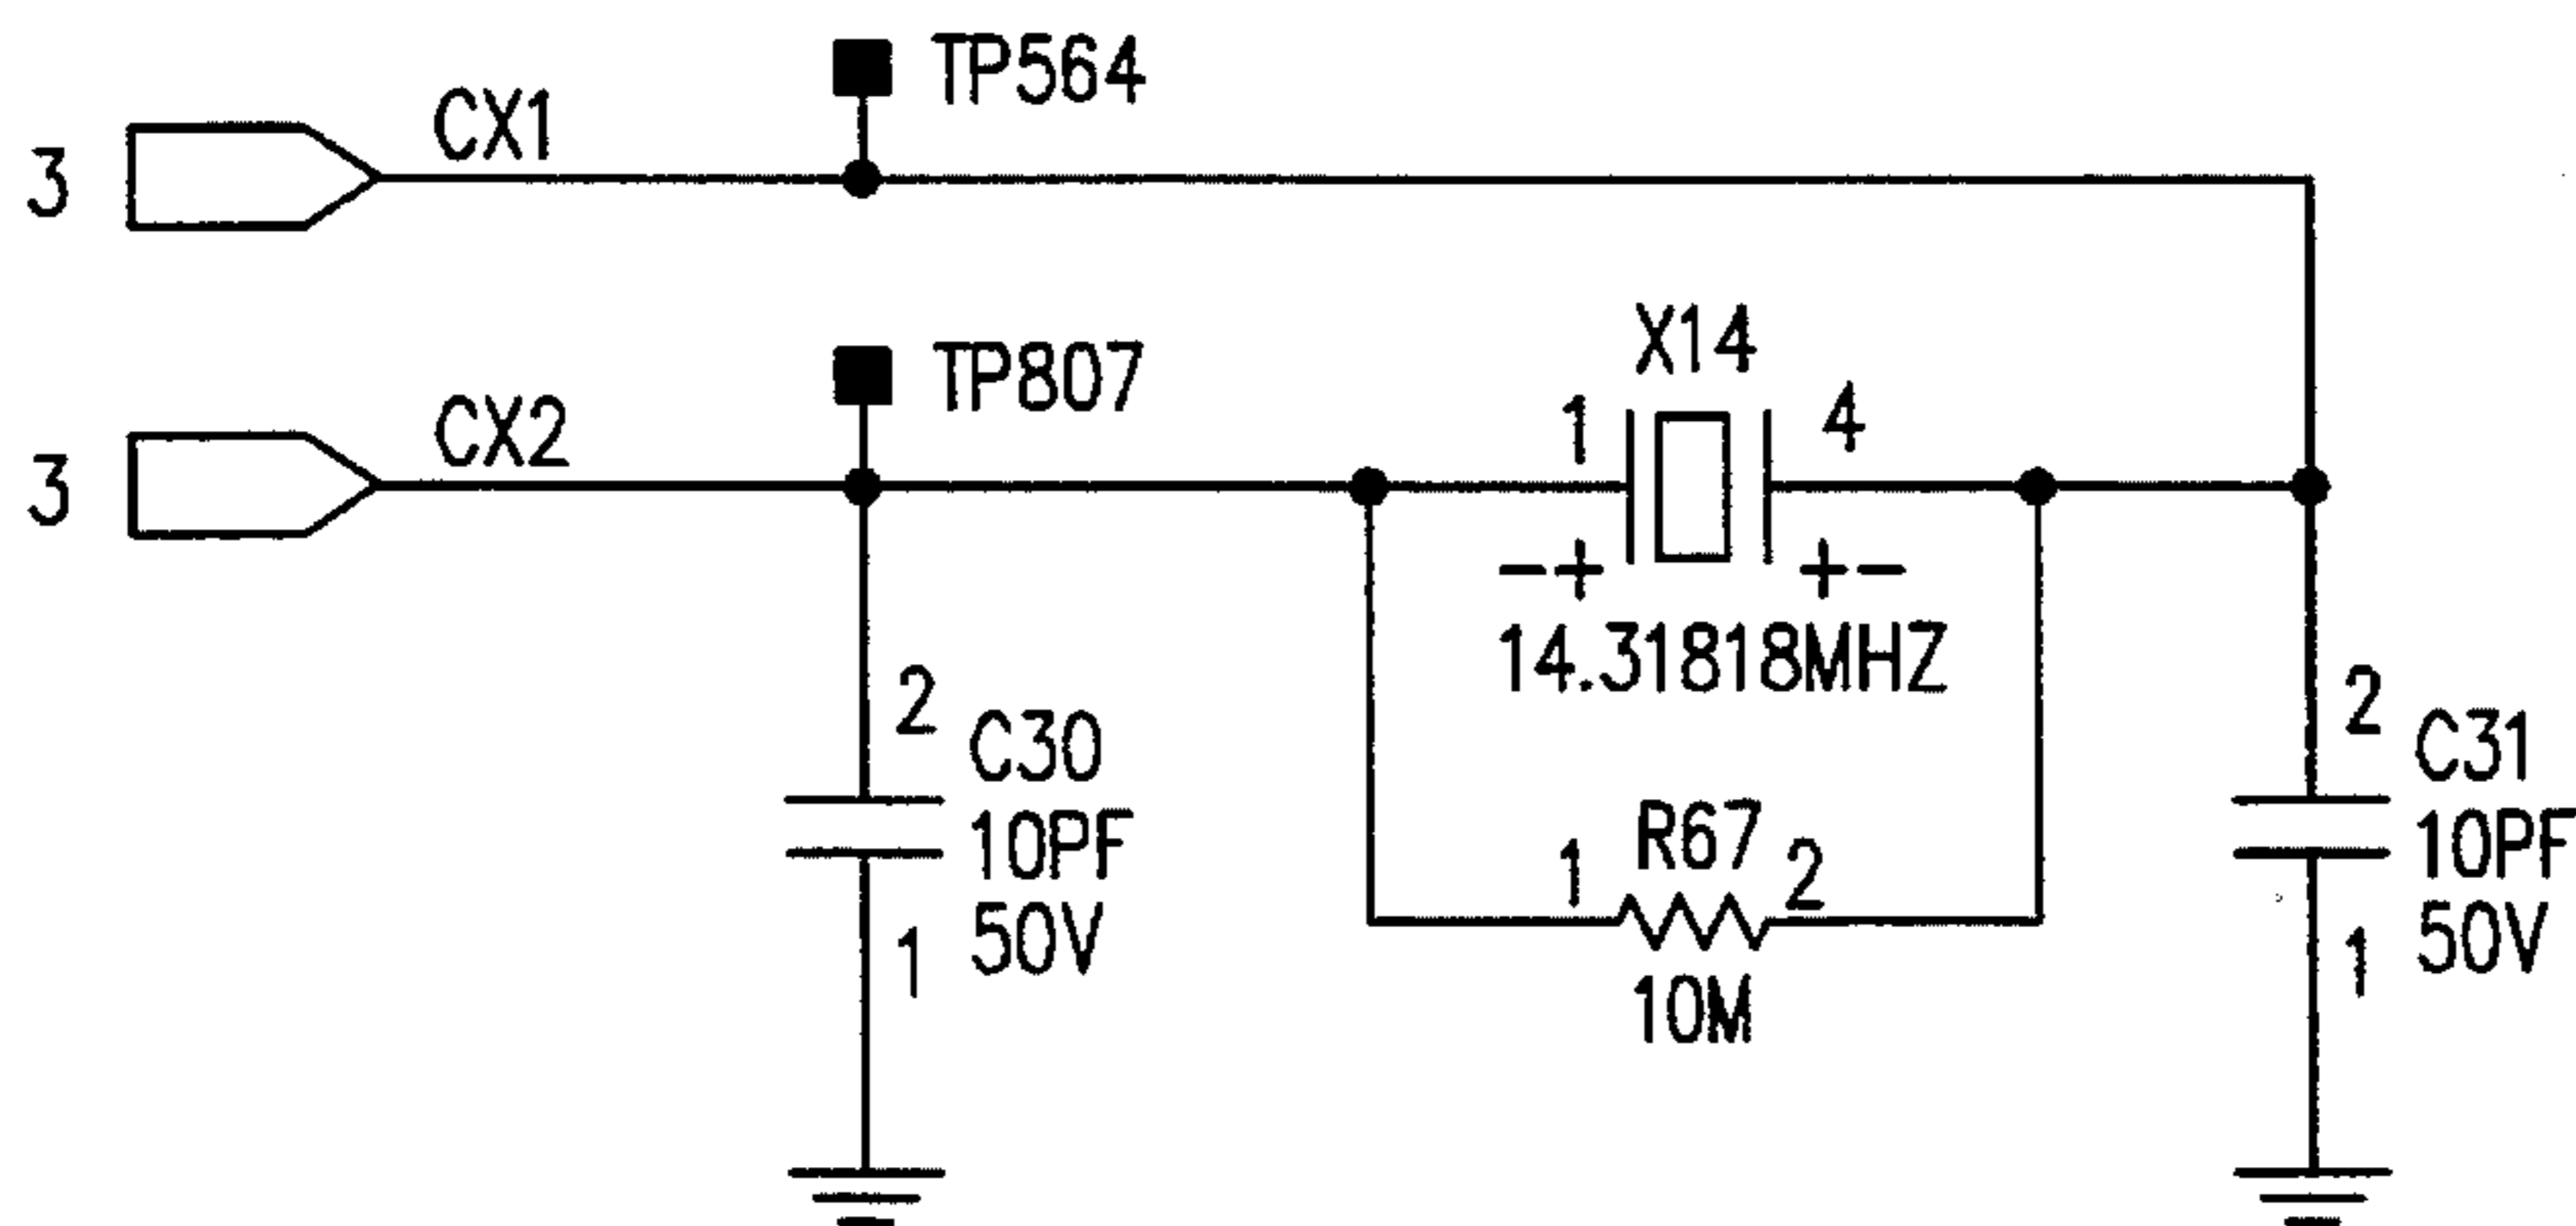 TP564
CX1
3
X14
TP807
1
4
CX2
3
-+
+-
14.31818MHZ
2
2
C30
C31
10PF
R67
10PF
1
2
50V
50V
1
1
10M